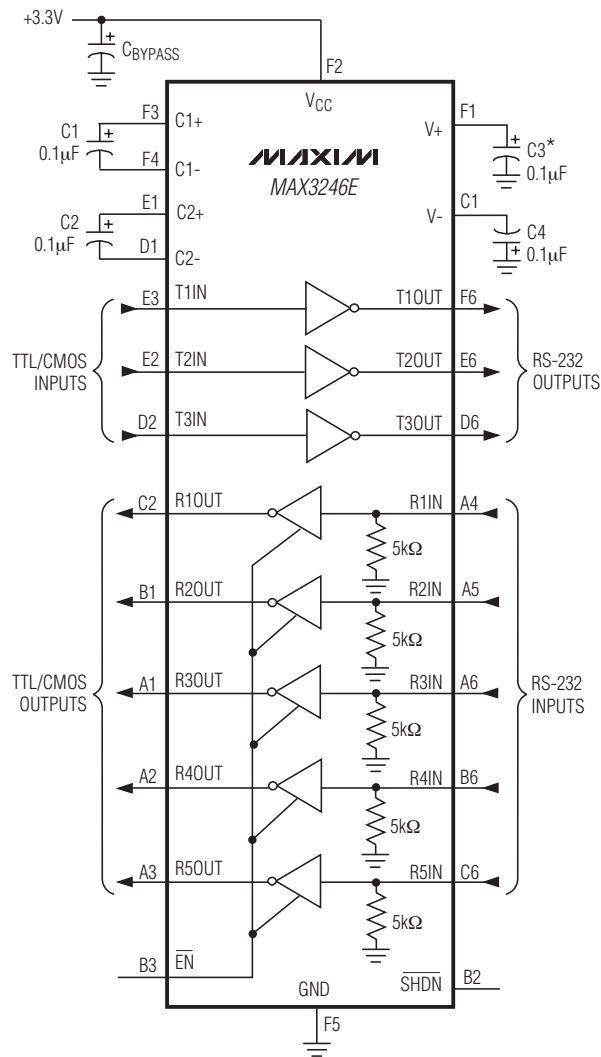 +3.3V
CBYPASS
F2
VCC
F3
C1+
C1
0.1µF
F4
C1-
E1
C2+
C2
0.1µF
D1
C2-
MAXIM
MAX3246E
F1
V+
C3*
0.1µF
C1
V-
C4
0.1µF
TTL/CMOS
INPUTS
E3 T1IN T1OUT F6
E2 T2IN T2OUT E6
D2 T3IN T3OUT D6
RS-232
OUTPUTS
C2 R1OUT R1IN A4
5kΩ
B1 R2OUT R2IN A5
5kΩ
TTL/CMOS
OUTPUTS
A1 R3OUT R3IN A6
5kΩ
RS-232
INPUTS
A2 R4OUT R4IN B6
5kΩ
A3 R5OUT R5IN C6
5kΩ
B3 EN
GND
SHDN B2
F5